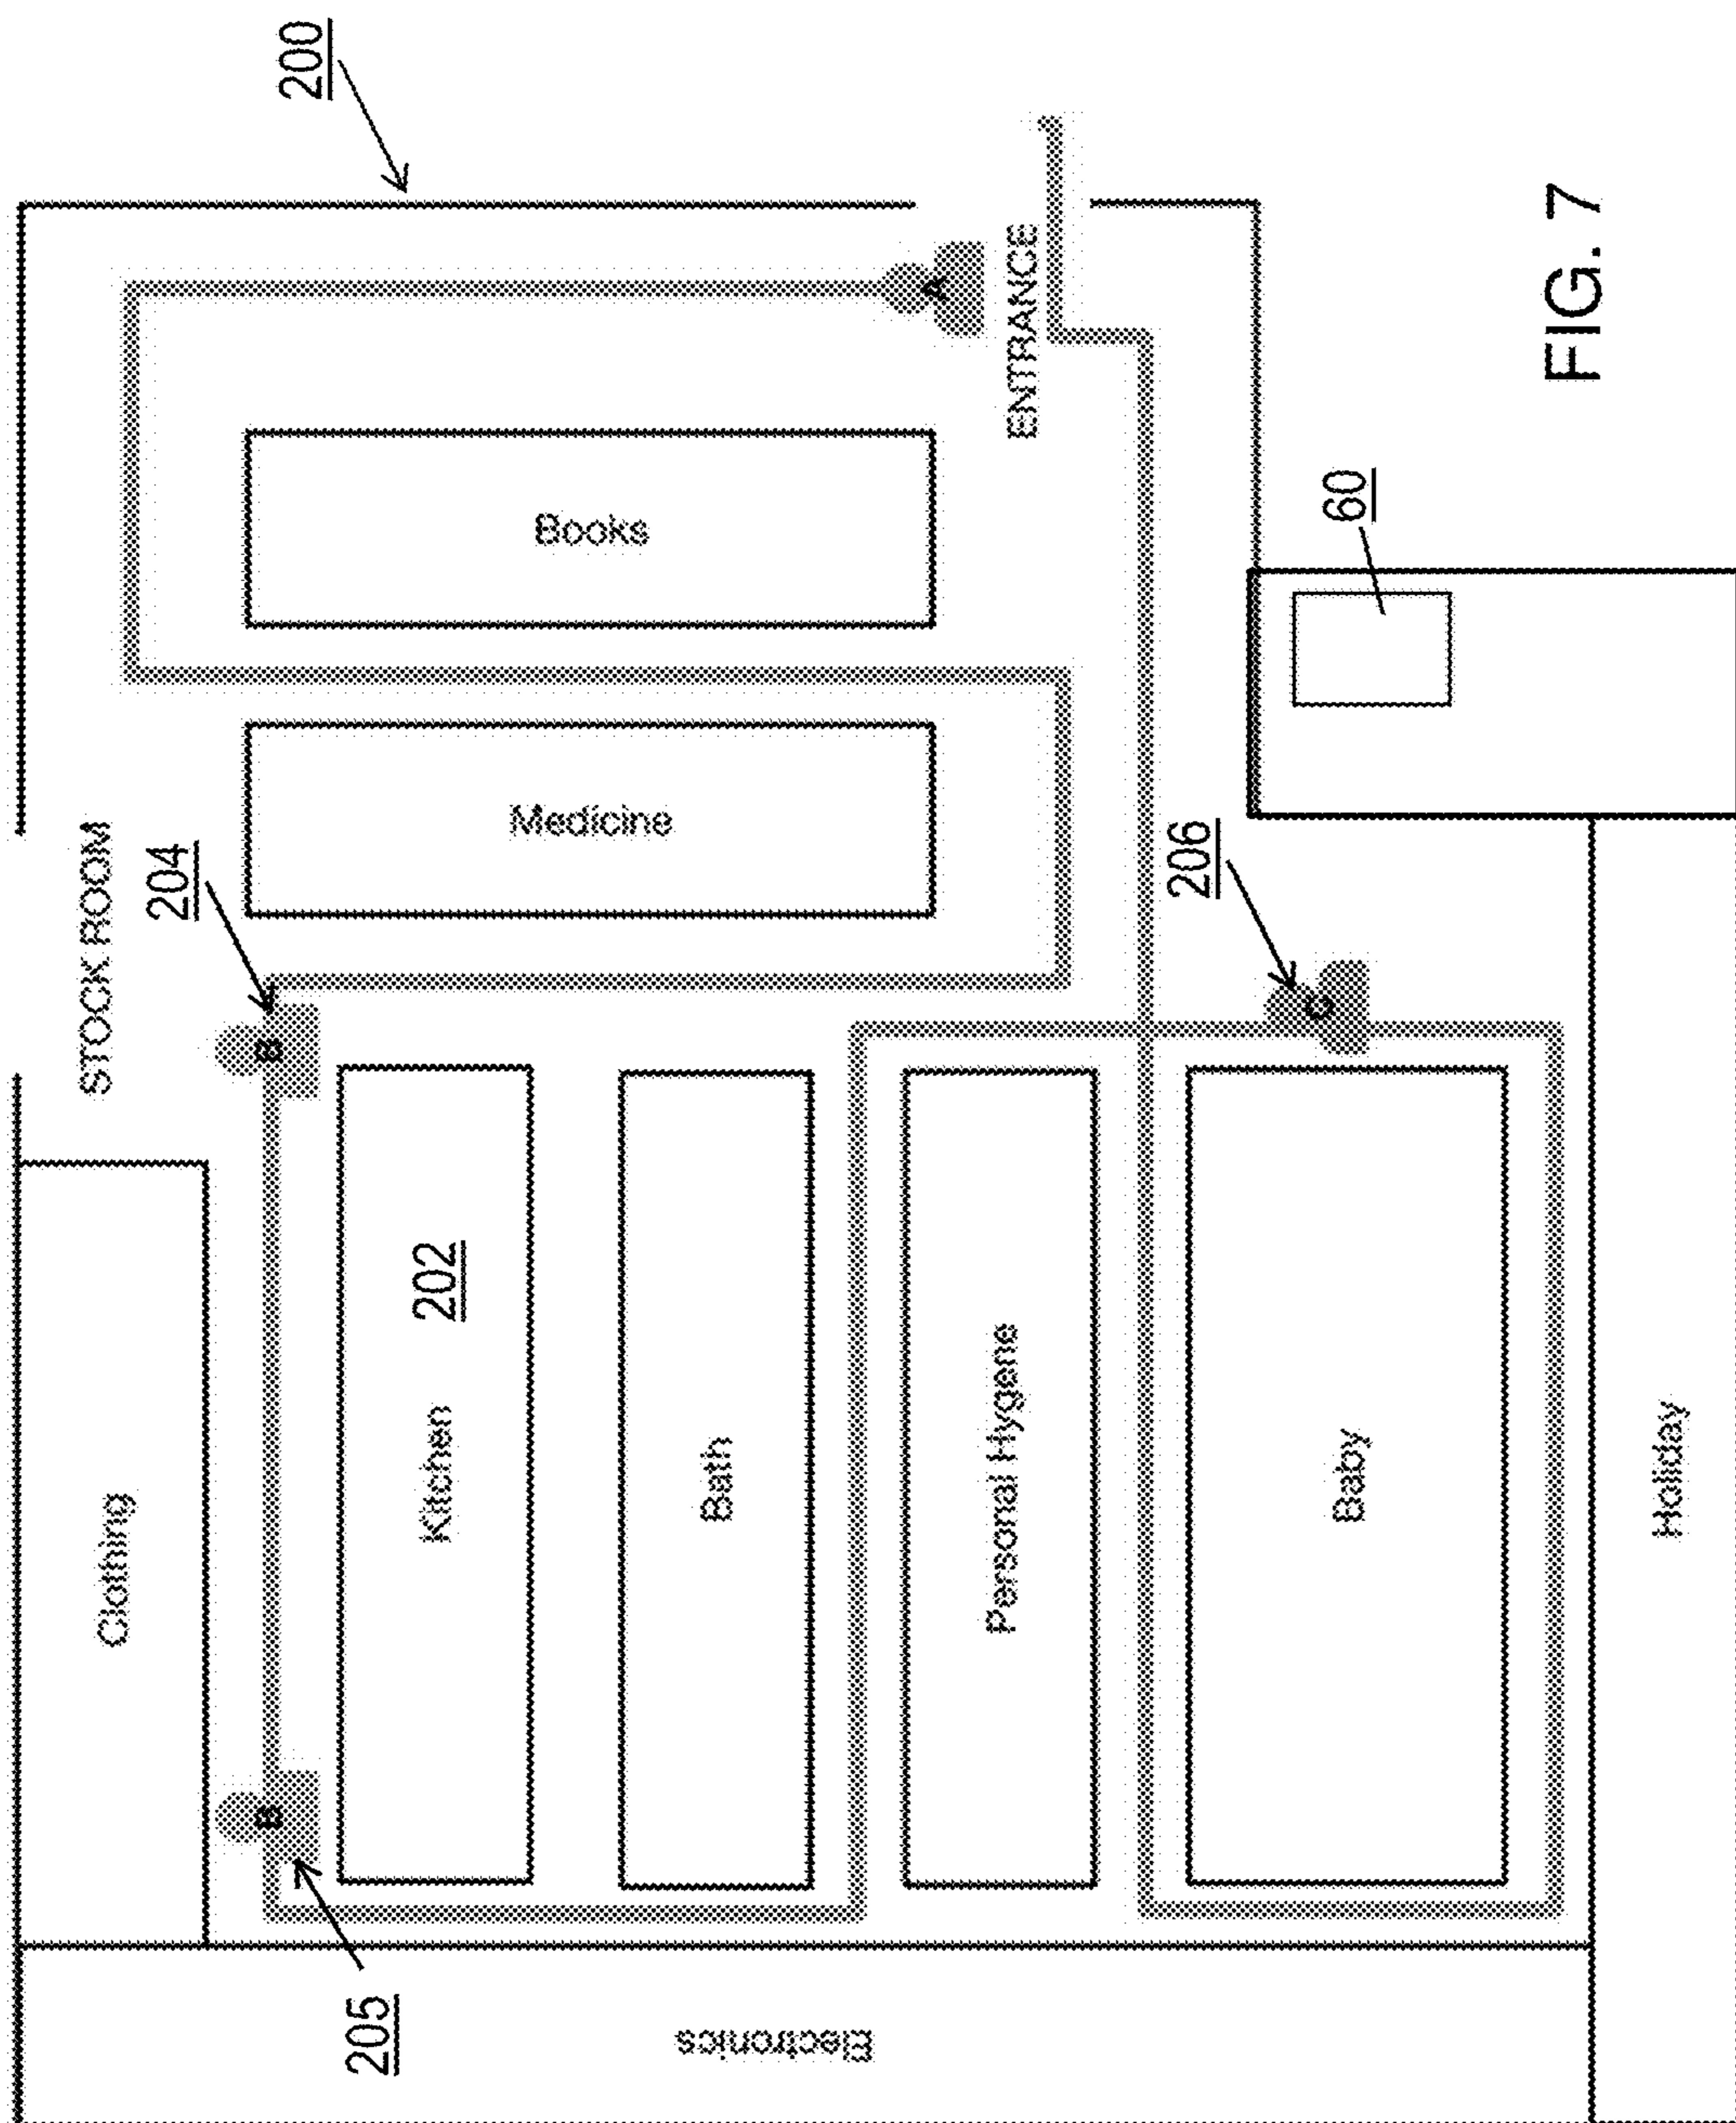 200
STOCK ROOM
204
Clothing
B
B
205
Kitchen
202
Bath
Personal Hygene
Baby
Holiday
Electronics
Medicine
Books
A
ENTRANCE
206
C
60
FIG. 7